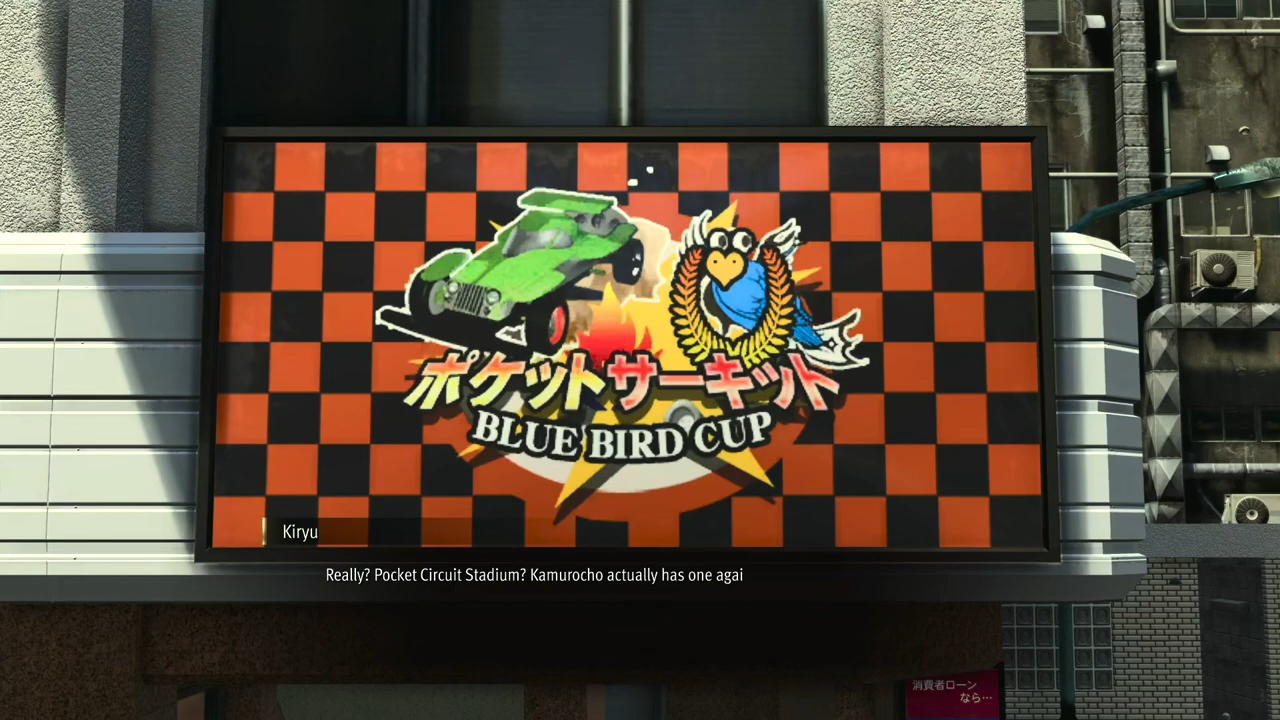 ポケットサーキット
BLUE BIRD CUP
Kiryu
Really? Pocket Circuit Stadium? Kamurocho actually has one agai
消費者ローン
なら…